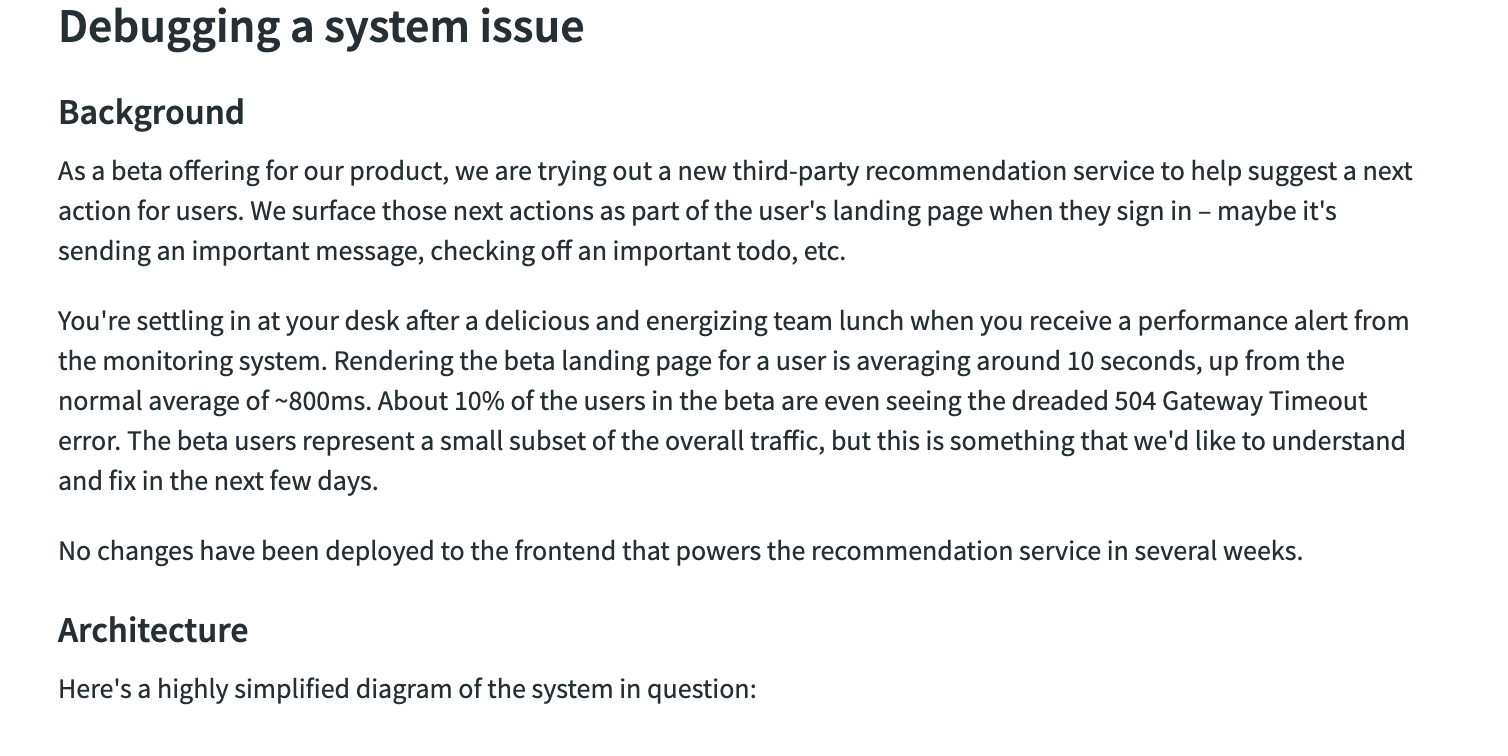 Debugging a system issue
Background
As a beta offering for our product, we are trying out a new third-party recommendation service to help suggest a next
action for users. We surface those next actions as part of the user's landing page when they sign in – maybe it's
sending an important message, checking off an important todo, etc.
You're settling in at your desk after a delicious and energizing team lunch when you receive a performance alert from
the monitoring system. Rendering the beta landing page for a user is averaging around 10 seconds, up from the
normal average of ~800ms. About 10% of the users in the beta are even seeing the dreaded 504 Gateway Timeout
error. The beta users represent a small subset of the overall traffic, but this is something that we'd like to understand
and fix in the next few days.
No changes have been deployed to the frontend that powers the recommendation service in several weeks.
Architecture
Here's a highly simplified diagram of the system in question: